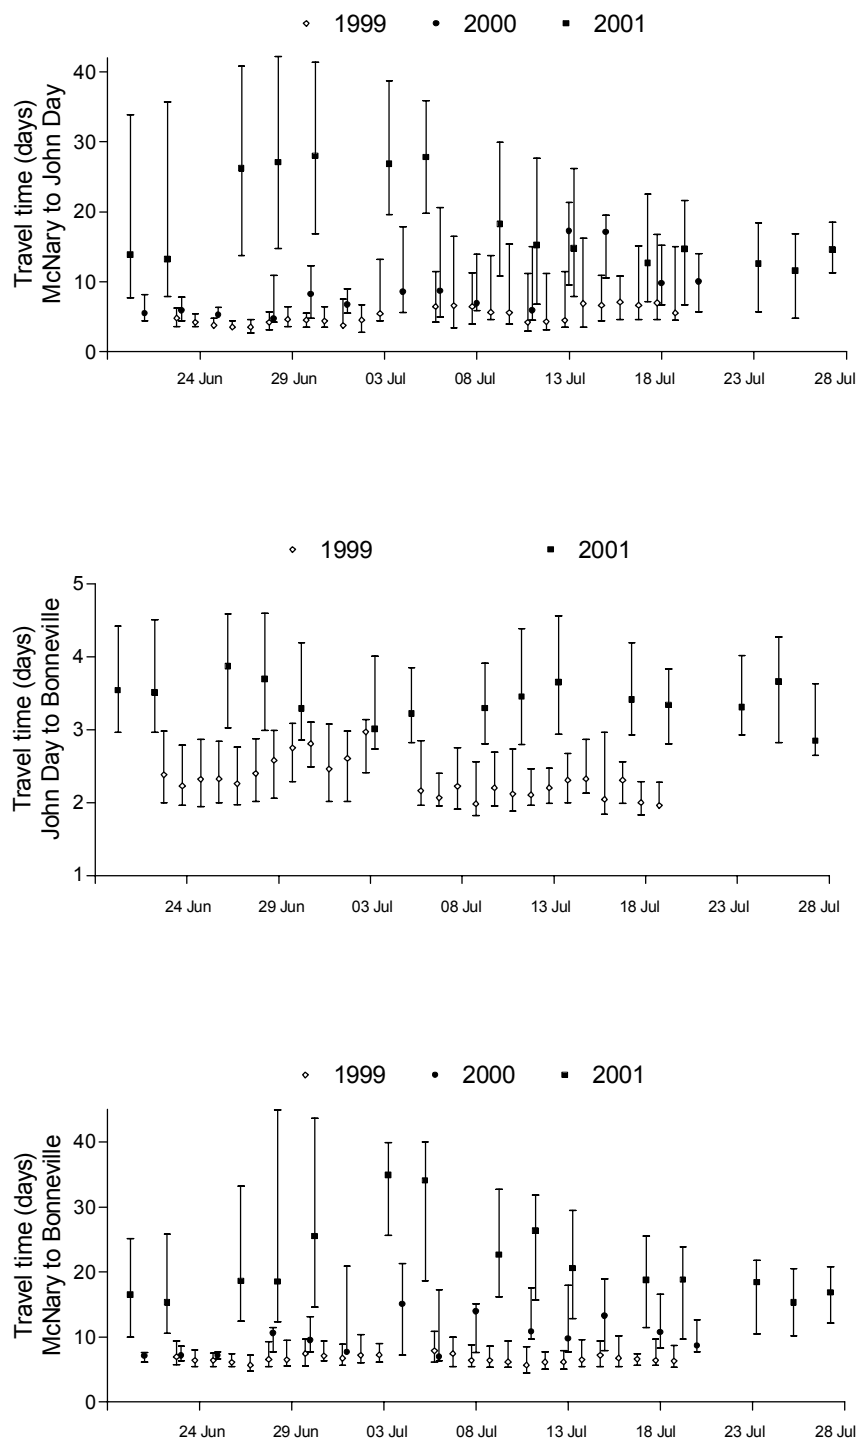 1999 2000 2001
Travel time (days)
McNary to John Day
40
30
20
10
0
24 Jun 29 Jun 03 Jul 08 Jul 13 Jul 18 Jul 23 Jul 28 Jul
1999 2001
Travel time (days)
John Day to Bonneville
5
4
3
2
1
24 Jun 29 Jun 03 Jul 08 Jul 13 Jul 18 Jul 23 Jul 28 Jul
1999 2000 2001
Travel time (days)
McNary to Bonneville
40
30
20
10
0
24 Jun 29 Jun 03 Jul 08 Jul 13 Jul 18 Jul 23 Jul 28 Jul